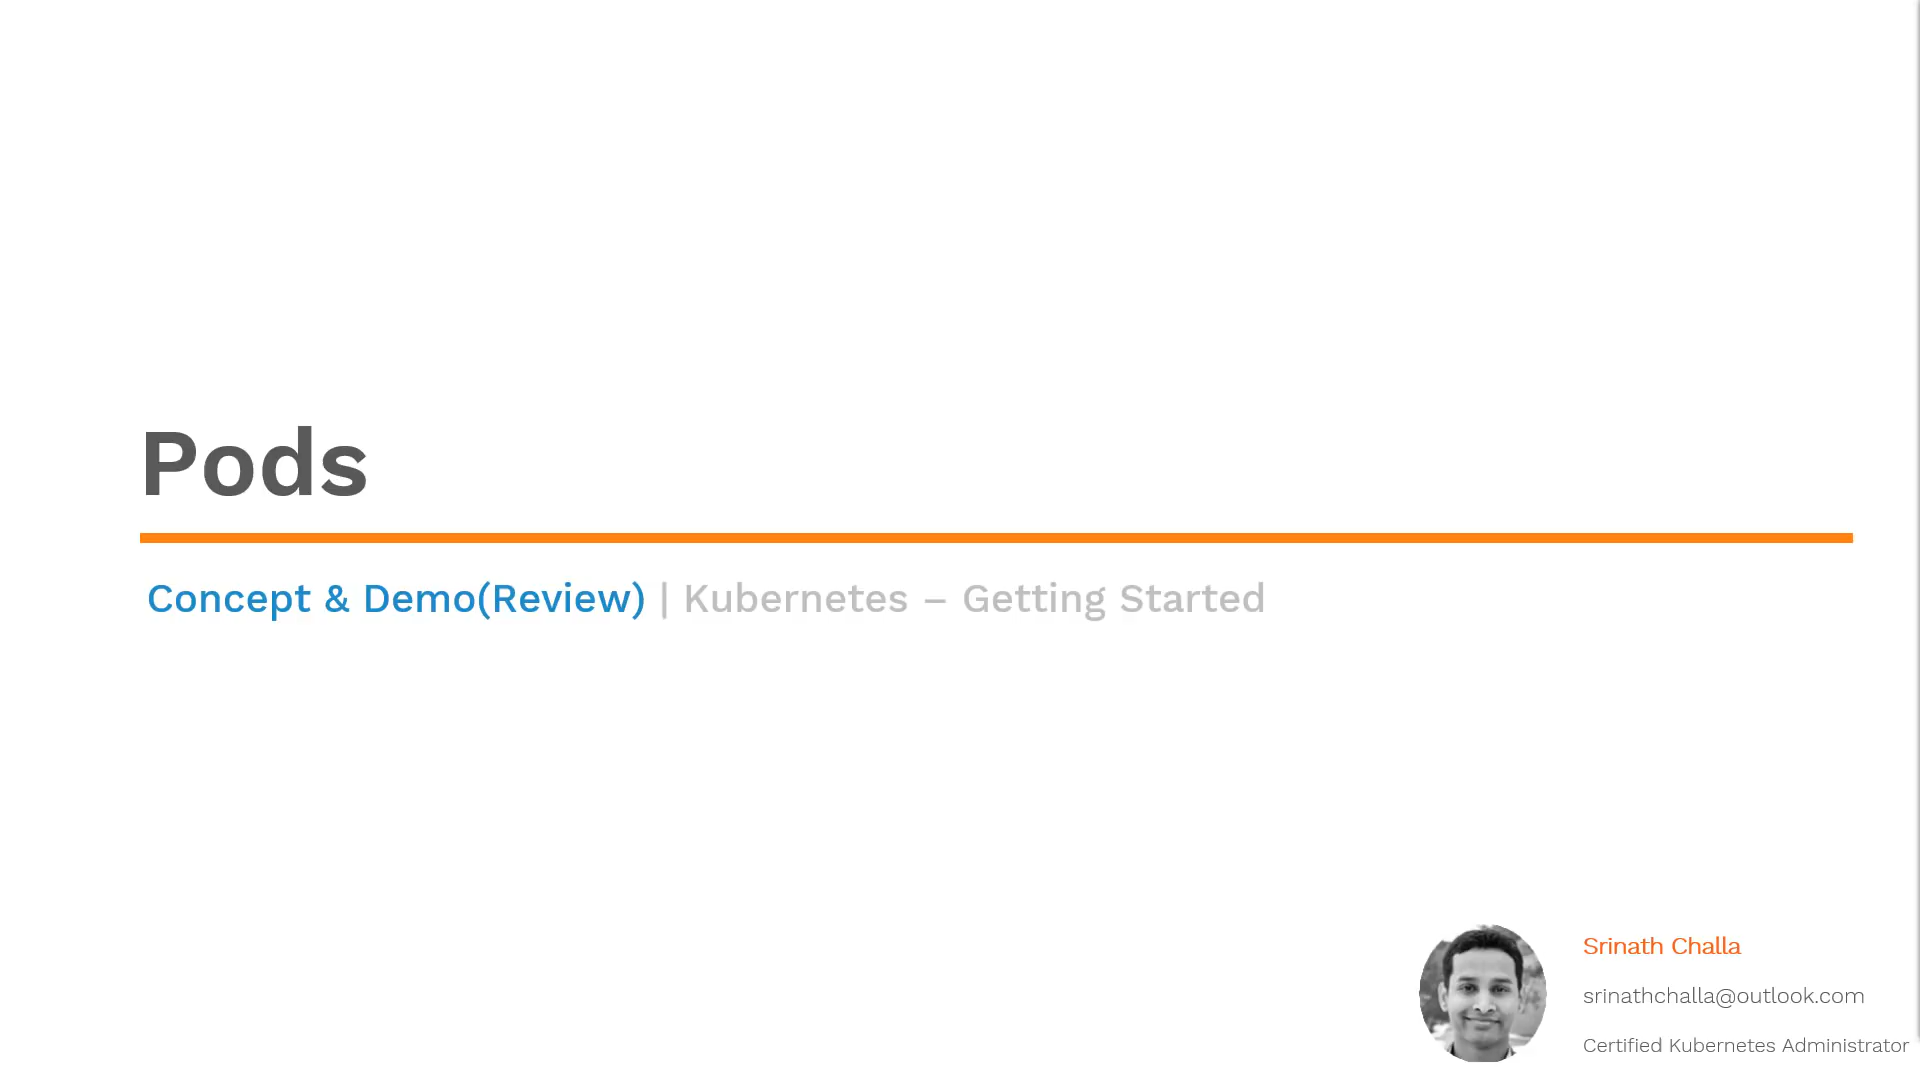 Pods
Concept & Demo(Review) | Kubernetes – Getting Started
Srinath Challa
srinathchalla@outlook.com
Certified Kubernetes Administrator